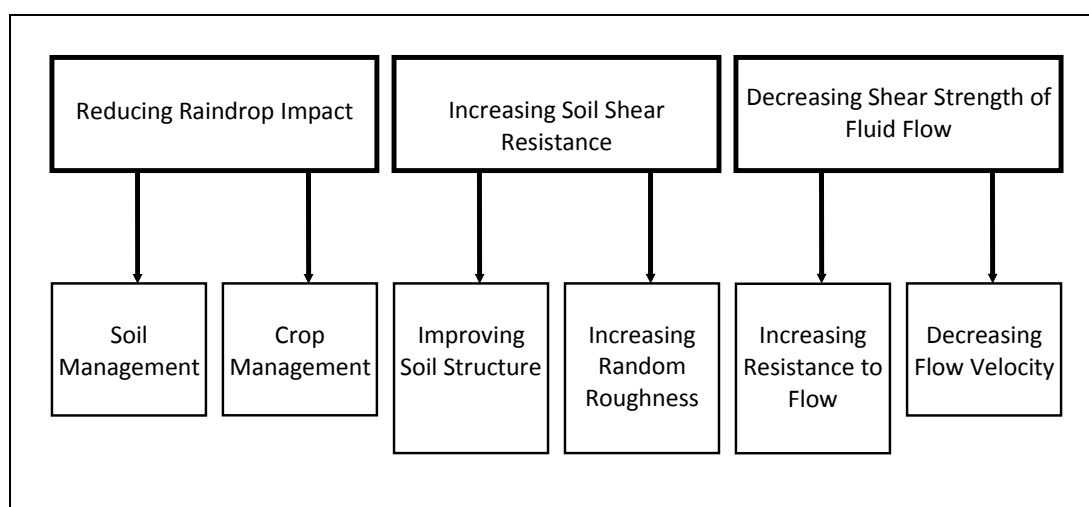 Reducing Raindrop Impact
Increasing Soil Shear
Resistance
Decreasing Shear Strength of
Fluid Flow
Soil
Management
Crop
Management
Improving
Soil Structure
Increasing
Random
Roughness
Increasing
Resistance to
Flow
Decreasing
Flow Velocity